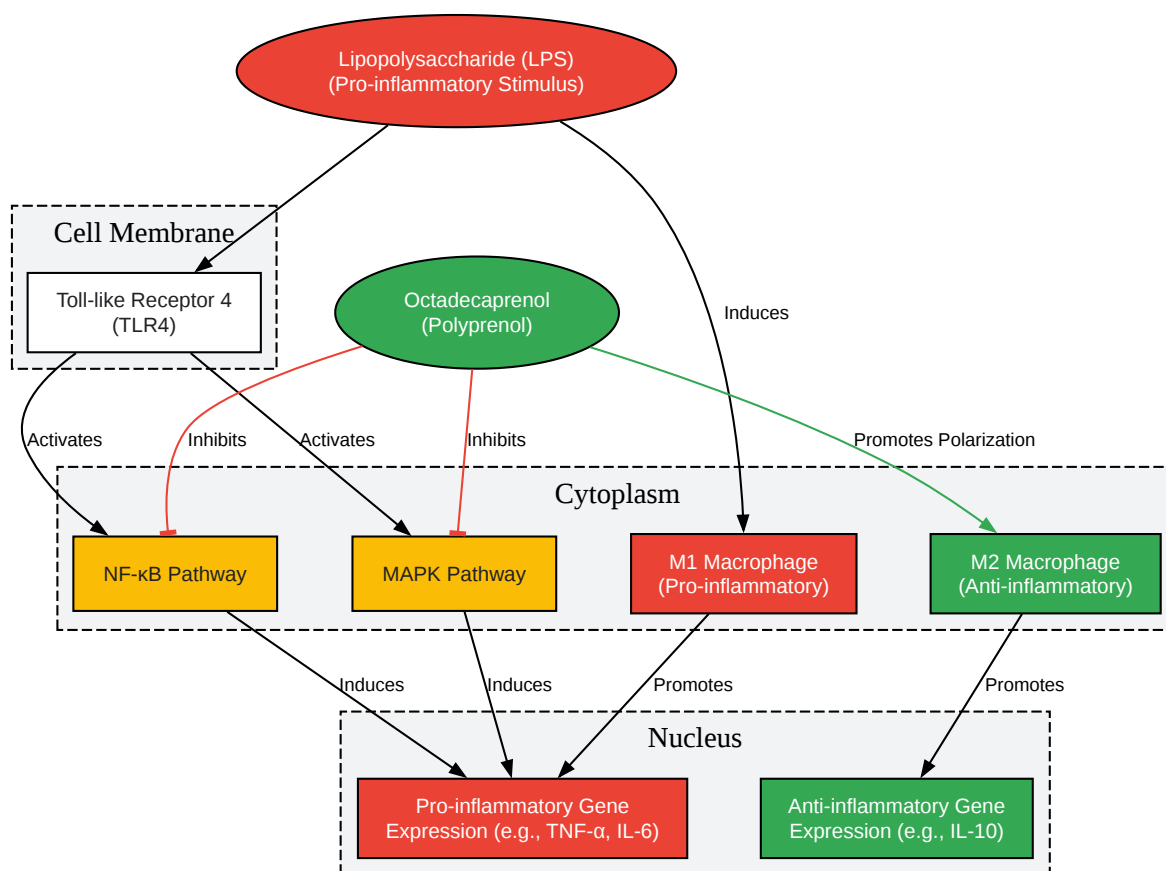 Lipopolysaccharide (LPS)
(Pro-inflammatory Stimulus)
Cell Membrane
Toll-like Receptor 4
(TLR4)
Octadecaprenol
(Polyprenol)
Induces
Activates
Inhibits
Activates
Inhibits
Promotes Polarization
Cytoplasm
NF-κB Pathway
MAPK Pathway
M1 Macrophage
(Pro-inflammatory)
M2 Macrophage
(Anti-inflammatory)
Induces
Induces
Promotes
Promotes
Nucleus
Pro-inflammatory Gene
Expression (e.g., TNF-α, IL-6)
Anti-inflammatory Gene
Expression (e.g., IL-10)